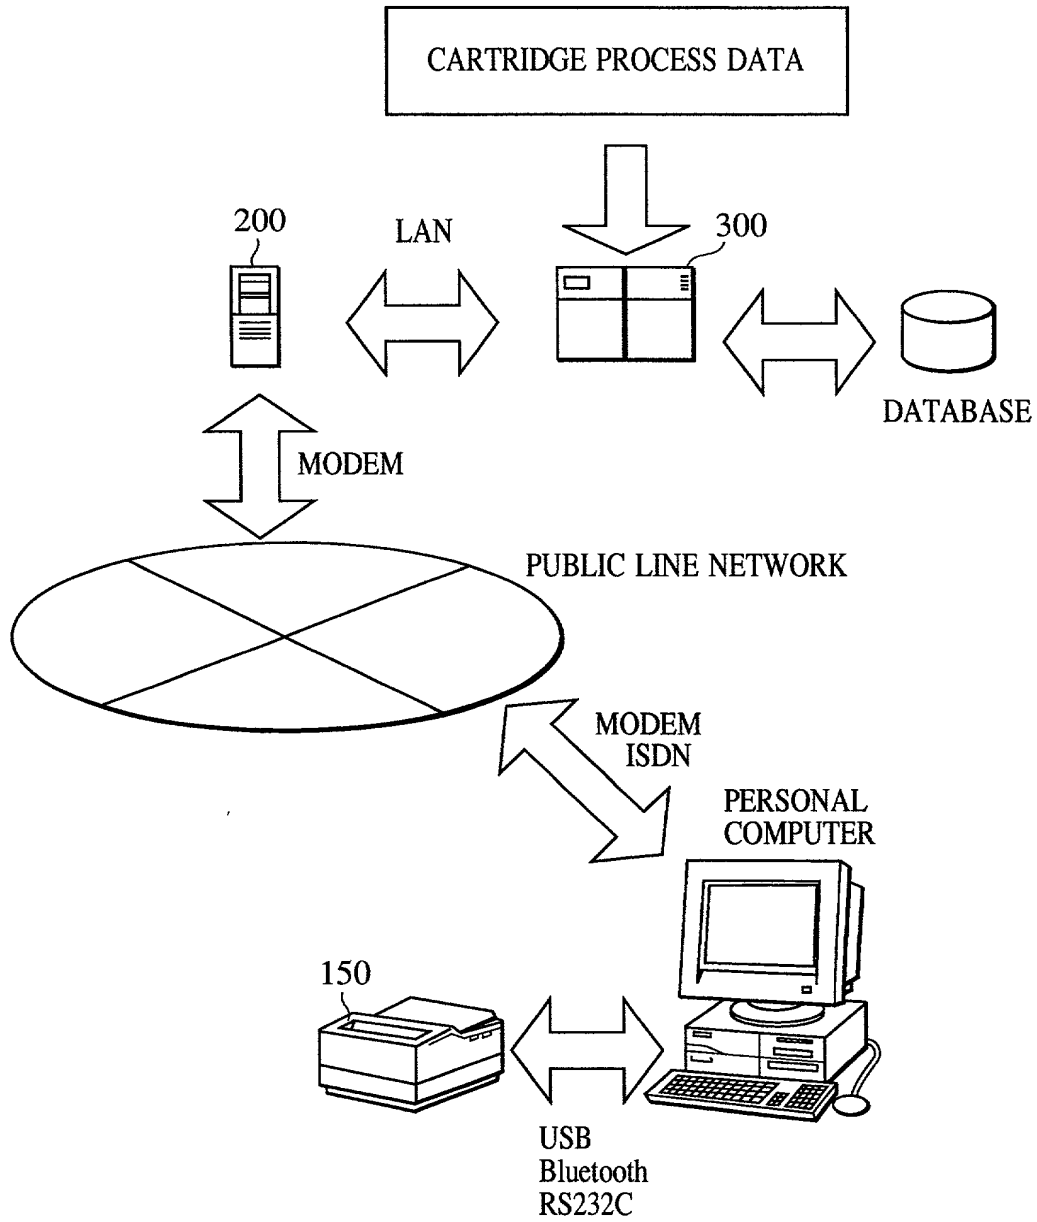 CARTRIDGE PROCESS DATA
200
LAN
300
DATABASE
MODEM
PUBLIC LINE NETWORK
MODEM
ISDN
PERSONAL
COMPUTER
150
USB
Bluetooth
RS232C